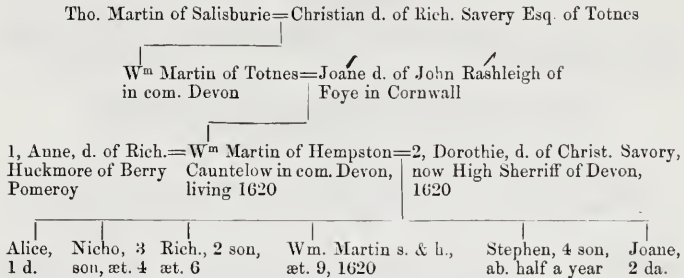 Tho. Martin of Salisburie=Christian d. of Rich. Savery Esq. of Totnes
Wm Martin of Totnes=Joane d. of John Rashleigh of
in com. Devon Foye in Cornwall
1, Anne, d. of Rich.=Wm Martin of Hempston=2, Dorothie, d. of Christ. Savory,
Huckmore of Berry Cauntelow in com. Devon, now High Sherriff of Devon,
Pomeroy living 1620 1620
Alice, Nicho, 3 Rich., 2 son, Wm. Martin s. & h., Stephen, 4 son, Joane,
1 d. son, æt. 4 æt. 6 æt. 9, 1620 ab. half a year 2 da.